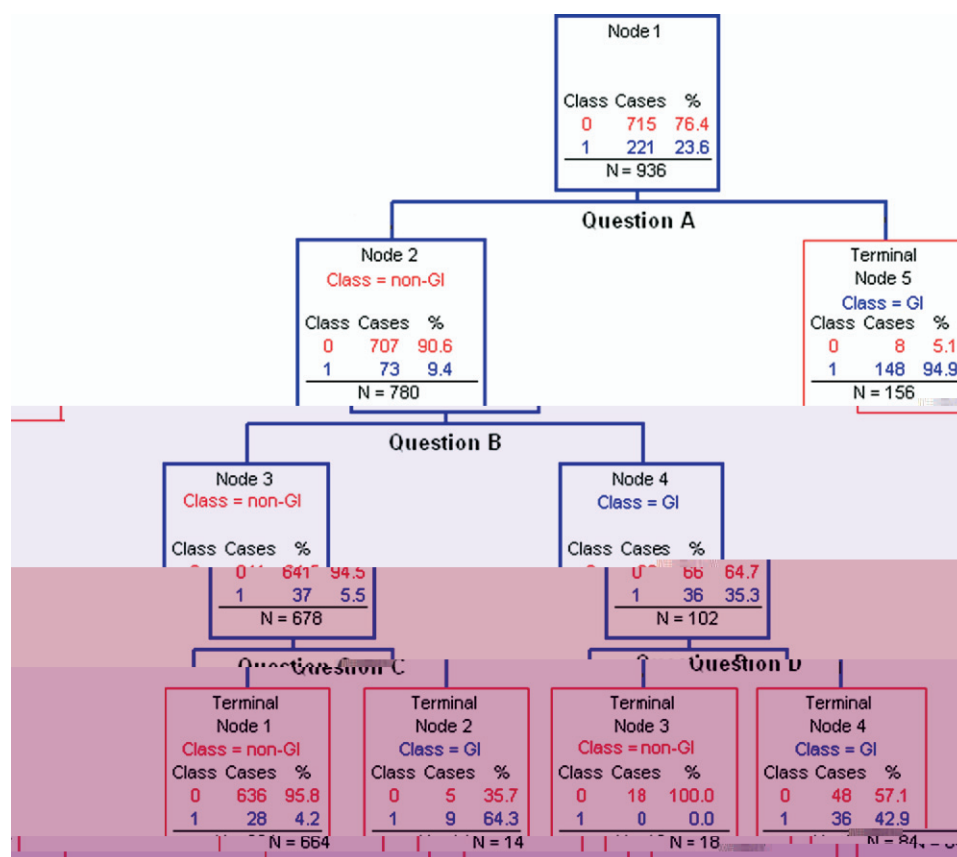 Node 1
Class Cases %
0 715 76.4
1 221 23.6
N = 936
Question A
Node 2
Class = non-GI
Class Cases %
0 707 90.6
1 73 9.4
N = 780
Terminal
Node 5
Class = GI
Class Cases %
0 8 5.1
1 148 94.9
N = 156
Question B
Node 3
Class = non-GI
Class Cases %
0 641 94.5
1 37 5.5
N = 678
Node 4
Class = GI
Class Cases %
0 66 64.7
1 36 35.3
N = 102
Question C
Question D
Terminal
Node 1
Class = non-GI
Class Cases %
0 636 95.8
1 28 4.2
N = 664
Terminal
Node 2
Class = GI
Class Cases %
0 5 35.7
1 9 64.3
N = 14
Terminal
Node 3
Class = non-GI
Class Cases %
0 18 100.0
1 0 0.0
N = 18
Terminal
Node 4
Class = GI
Class Cases %
0 48 57.1
1 36 42.9
N = 84